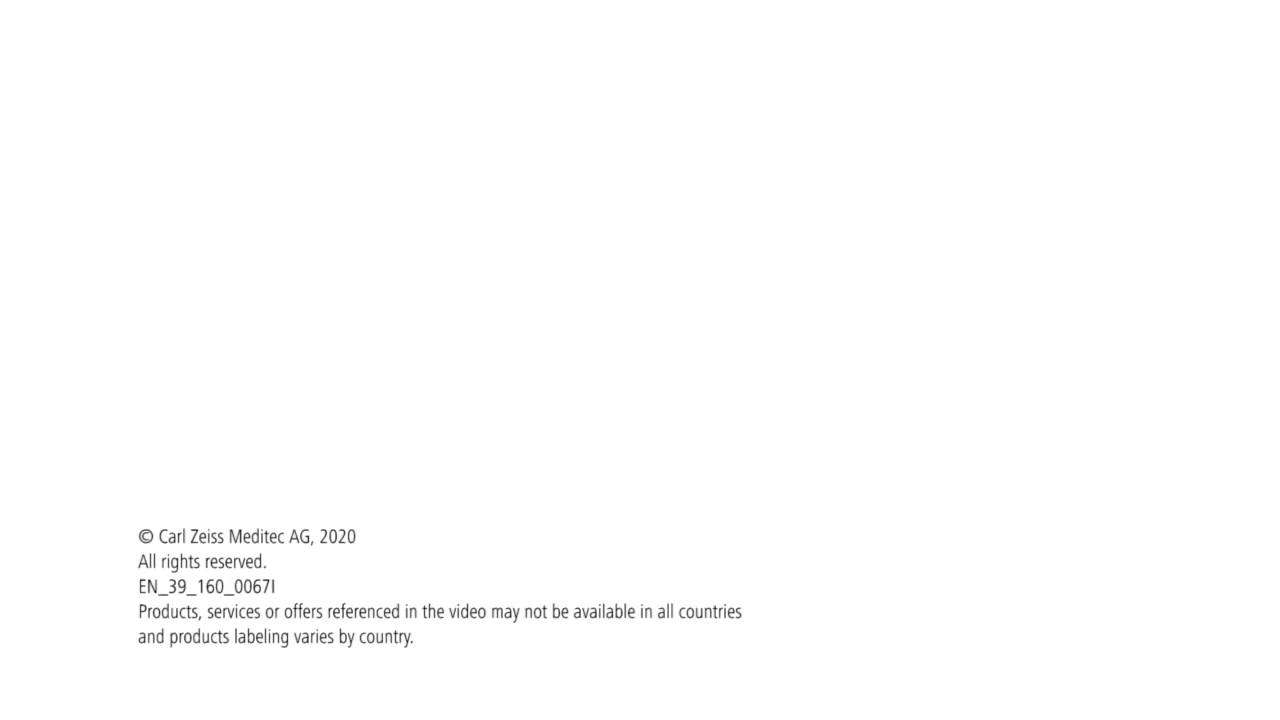 © Carl Zeiss Meditec AG, 2020
All rights reserved.
EN_39_160_0067I
Products, services or offers referenced in the video may not be available in all countries
and products labeling varies by country.